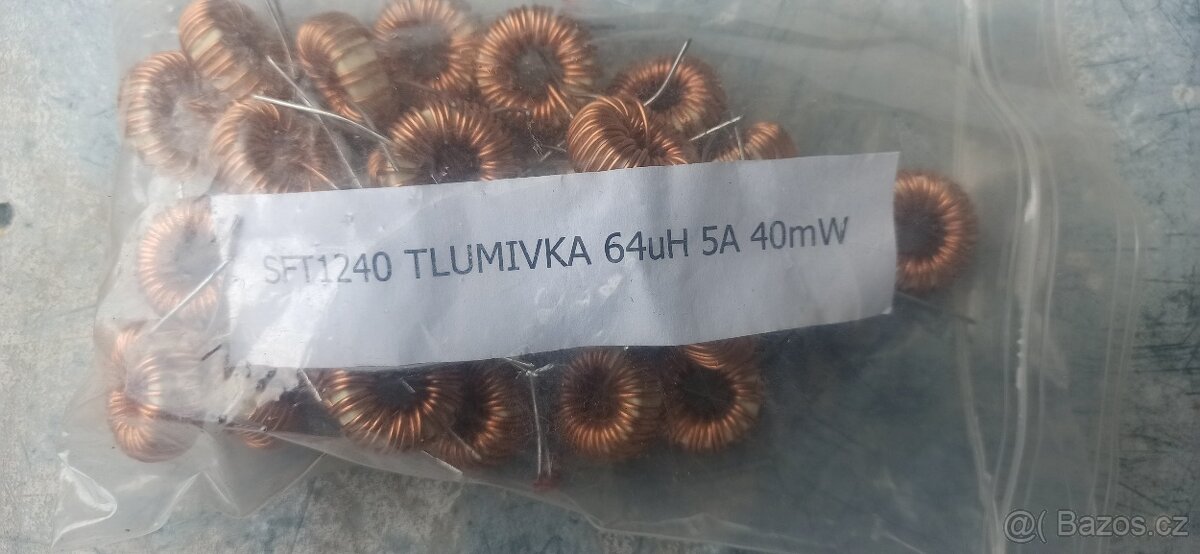 SFT1240 TLUMIVKA 64uH 5A 40mW
@( Bazos.cz